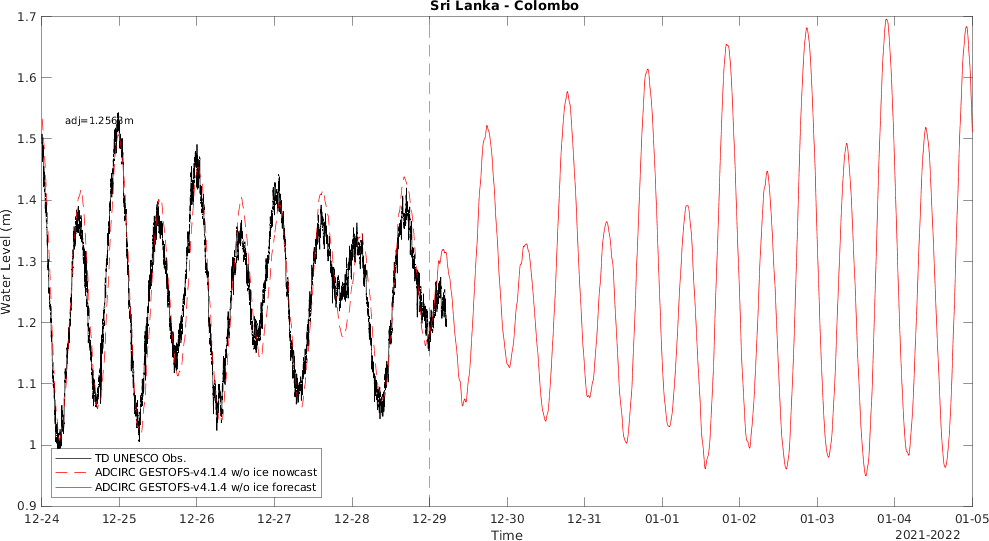 Sri Lanka - Colombo
1.7
1.6
1.5
1.4
1.3
1.2
1.1
1
0.9
Water Level (m)
adj=1.2563m
TD UNESCO Obs.
ADCIRC GESTOFS-v4.1.4 w/o ice nowcast
ADCIRC GESTOFS-v4.1.4 w/o ice forecast
12-24 12-25 12-26 12-27 12-28 12-29 12-30 12-31 01-01 01-02 01-03 01-04 01-05
Time
2021-2022